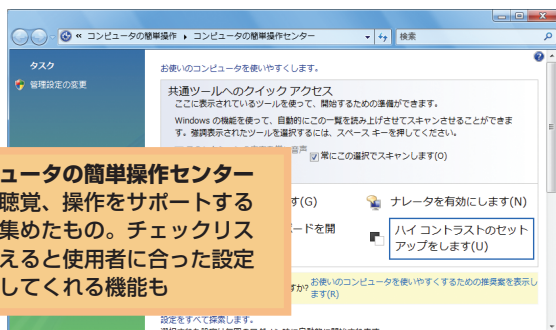 « コンピュータの簡単操作 ▸ コンピュータの簡単操作センター
検索
タスク
管理設定の変更
お使いのコンピュータを使いやすくします。
共通ツールへのクイック アクセス
ここに表示されているツールを使って、開始するための準備ができます。
Windows の機能を使って、自動的にこの一覧を読み上げさせてスキャンさせることができま
す。強調表示されたツールを選択するには、スペース キーを押してください。
常にこの選択でスキャンします(O)
ュータの簡単操作センター
聴覚、操作をサポートする
集めたもの。チェックリス
えると使用者に合った設定
してくれる機能も
す(G)
ナレータを有効にします(N)
ードを開
ハイ コントラストのセット
アップをします(U)
すか?
お使いのコンピュータを使いやすくするための推奨案を表示し
ます(R)
設定をすべて探索します。